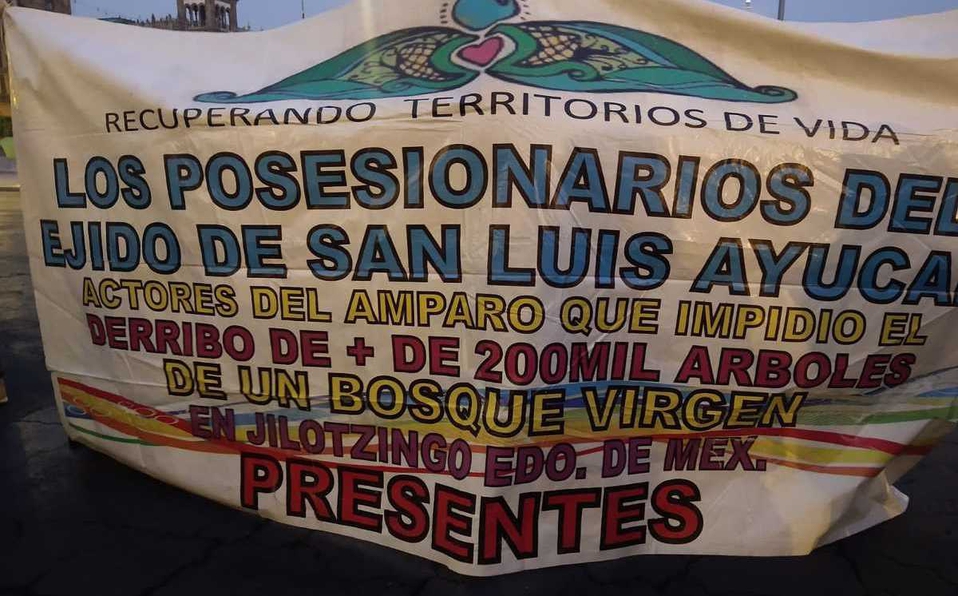 RECUPERANDO TERRITORIOS DE VIDA
LOS POSESIONARIOS DEL
EJIDO DE SAN LUIS AYUCA
ACTORES DEL AMPARO QUE IMPIDIO EL
DERRIBO DE + DE 200MIL ARBOLES
DE UN BOSQUE VIRGEN
EN JILOTZINGO EDO. DE MEX.
PRESENTES